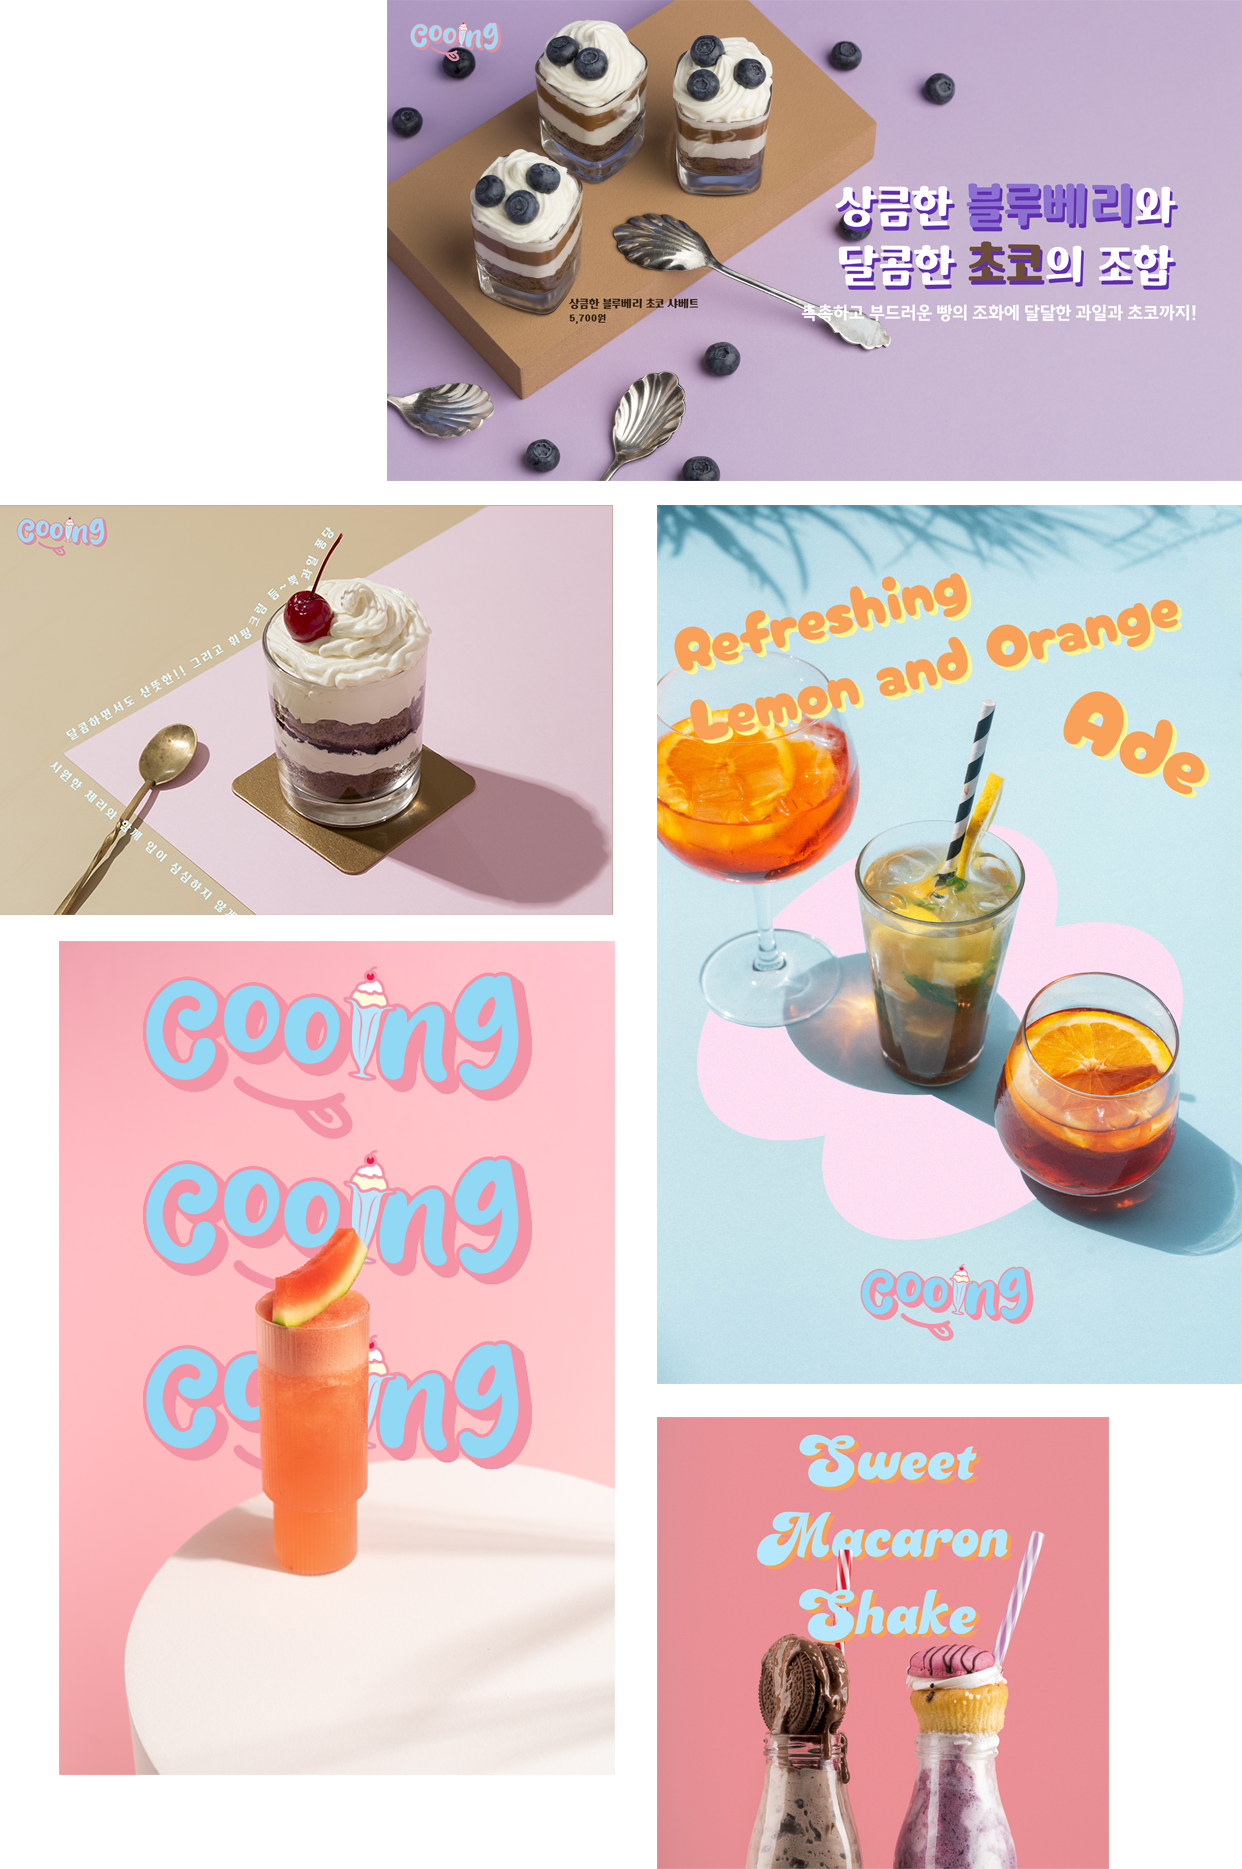 Cooing
상큼한 블루베리와
달콤한 초코의 조합
촉촉하고 부드러운 빵의 조화에 달달한 과일과 초코까지!
상큼한 블루베리 초코 샤베트
5,700원
Cooing
달콤하면서도 산뜻한!! 그리고 휘핑크림 듬~뿍 과일 퐁당
시원한 체리와 함께 입이 심심하지 않게
Refreshing
Lemon and Orange
Ade
Cooing
Cooing
Cooing
Cooing
Sweet
Macaron
Shake